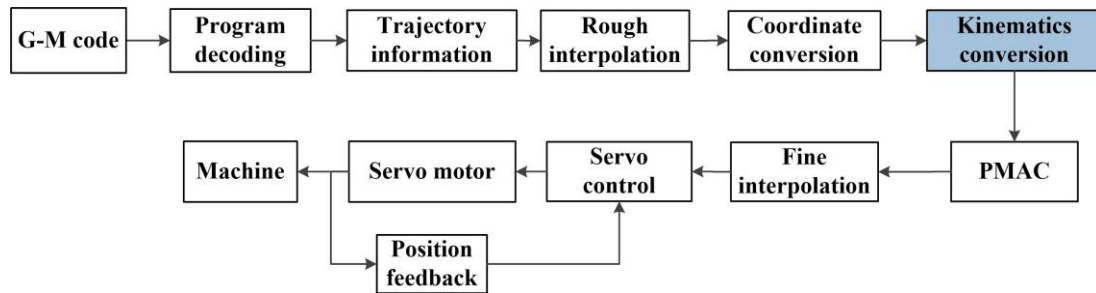 G-M code
Program
decoding
Trajectory
information
Rough
interpolation
Coordinate
conversion
Kinematics
conversion
Machine
Servo motor
Servo
control
Fine
interpolation
PMAC
Position
feedback